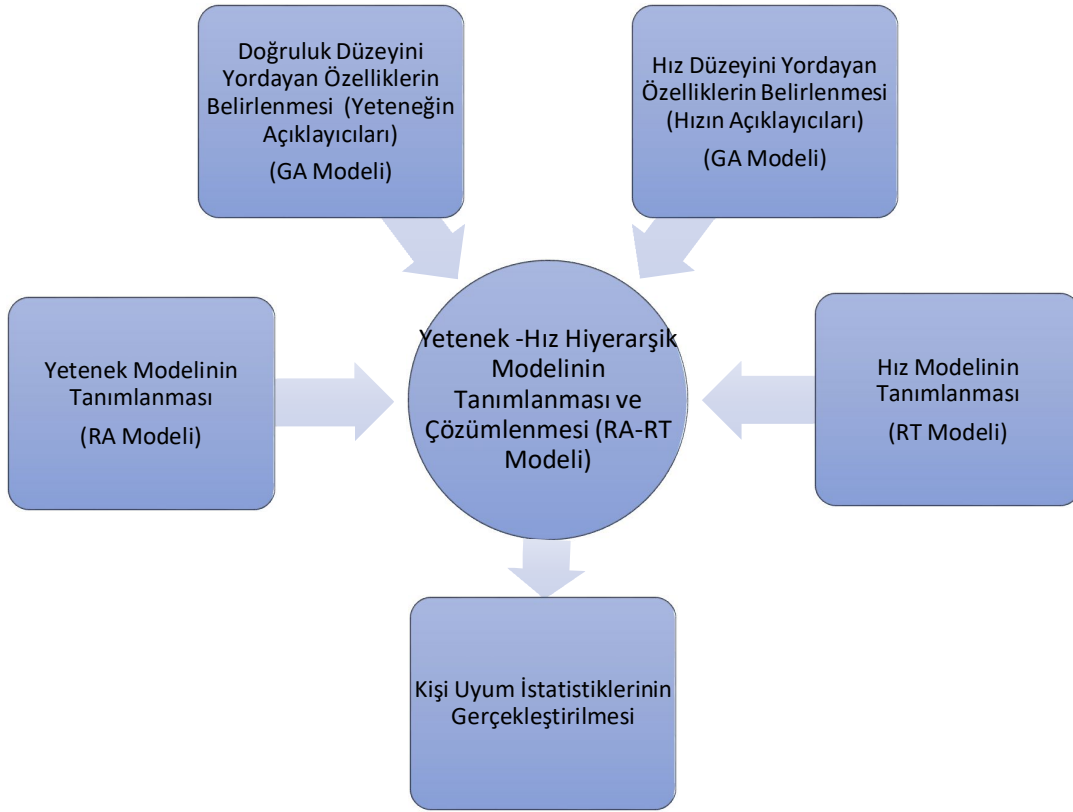 Doğruluk Düzeyini
Yordayan Özelliklerin
Belirlenmesi (Yeteneğin
Açıklayıcıları)
(GA Modeli)
Hız Düzeyini Yordayan
Özelliklerin Belirlenmesi
(Hızın Açıklayıcıları)
(GA Modeli)
Yetenek Modelinin
Tanımlanması
(RA Modeli)
Yetenek -Hız Hiyerarşik
Modelinin
Tanımlanması ve
Çözümlenmesi (RA-RT
Modeli)
Hız Modelinin
Tanımlanması
(RT Modeli)
Kişi Uyum İstatistiklerinin
Gerçekleştirilmesi